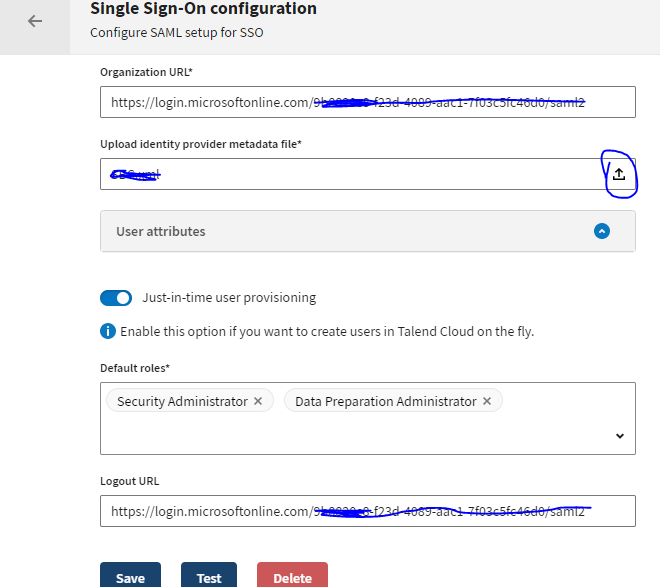 Single Sign-On configuration
Configure SAML setup for SSO
Organization URL*
https://login.microsoftonline.com/ -f23d-4089-aac1-7f03c5fc46d0/saml2
Upload identity provider metadata file*
User attributes
Just-in-time user provisioning
Enable this option if you want to create users in Talend Cloud on the fly.
Default roles*
Security Administrator × Data Preparation Administrator ×
Logout URL
https://login.microsoftonline.com/ -f23d-4089-aac1-7f03c5fc46d0/saml2
Save Test Delete